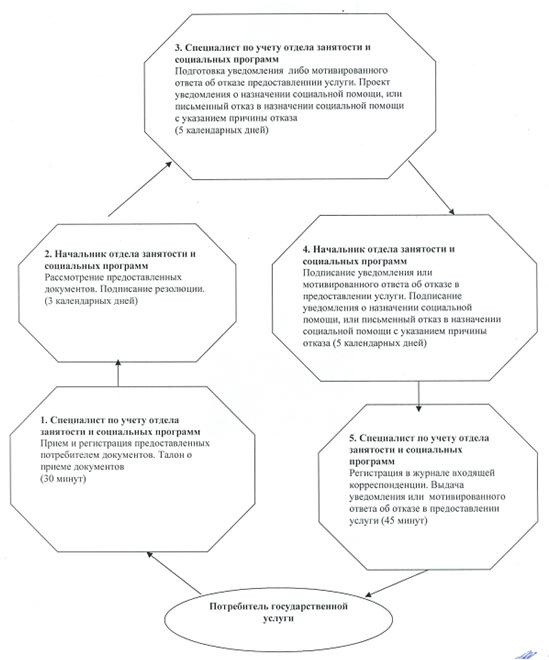 3. Специалист по учету отдела занятости и
социальных программ
Подготовка уведомления либо мотивированного
ответа об отказе предоставленнии услуги. Проект
уведомления о назначении социальной помощи, или
письменный отказ в назначении социальной помощи
с указанием причины отказа
(5 календарных дней)
2. Начальник отдела занятости и
социальных программ
Рассмотрение предоставленных
документов. Подписание резолюции.
(3 календарных дней)
4. Начальник отдела занятости и
социальных программ
Подписание уведомления или
мотивированного ответа об отказе в
предоставлении услуги. Подписание
уведомления о назначении социальной
помощи, или письменный отказ в назначении
социальной помощи с указанием причины
отказа (5 календарных дней)
1. Специалист по учету отдела
занятости и социальных программ
Прием и регистрация предоставленных
потребителем документов. Талон о
приеме документов
(30 минут)
5. Специалист по учету отдела
занятости и социальных
программ
Регистрация в журнале входящей
корреспонденции. Выдача
уведомления или мотивированного
ответа об отказе в предоставлении
услуги (45 минут)
Потребитель государственной
услуги